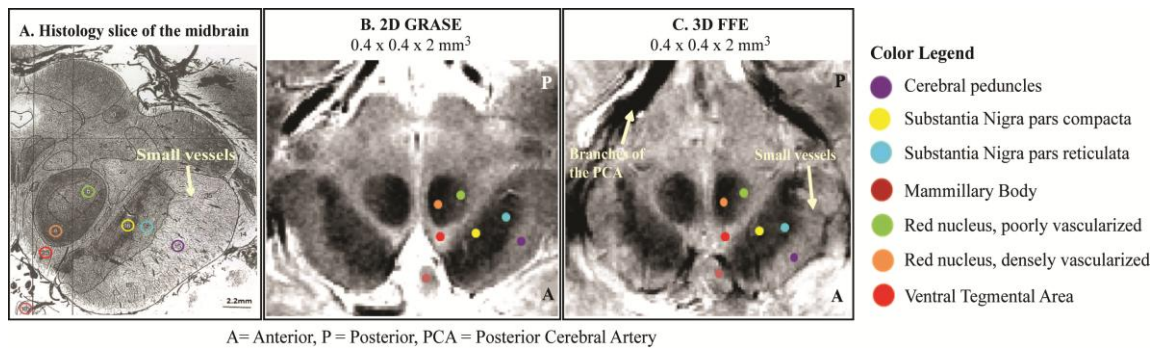 A. Histology slice of the midbrain
Small vessels
2.2mm
B. 2D GRASE
0.4 x 0.4 x 2 mm³
P
A
C. 3D FFE
0.4 x 0.4 x 2 mm³
P
Branches of
the PCA
Small vessels
A
Color Legend
Cerebral peduncles
Substantia Nigra pars compacta
Substantia Nigra pars reticulata
Mammillary Body
Red nucleus, poorly vascularized
Red nucleus, densely vascularized
Ventral Tegmental Area
A= Anterior, P = Posterior, PCA = Posterior Cerebral Artery